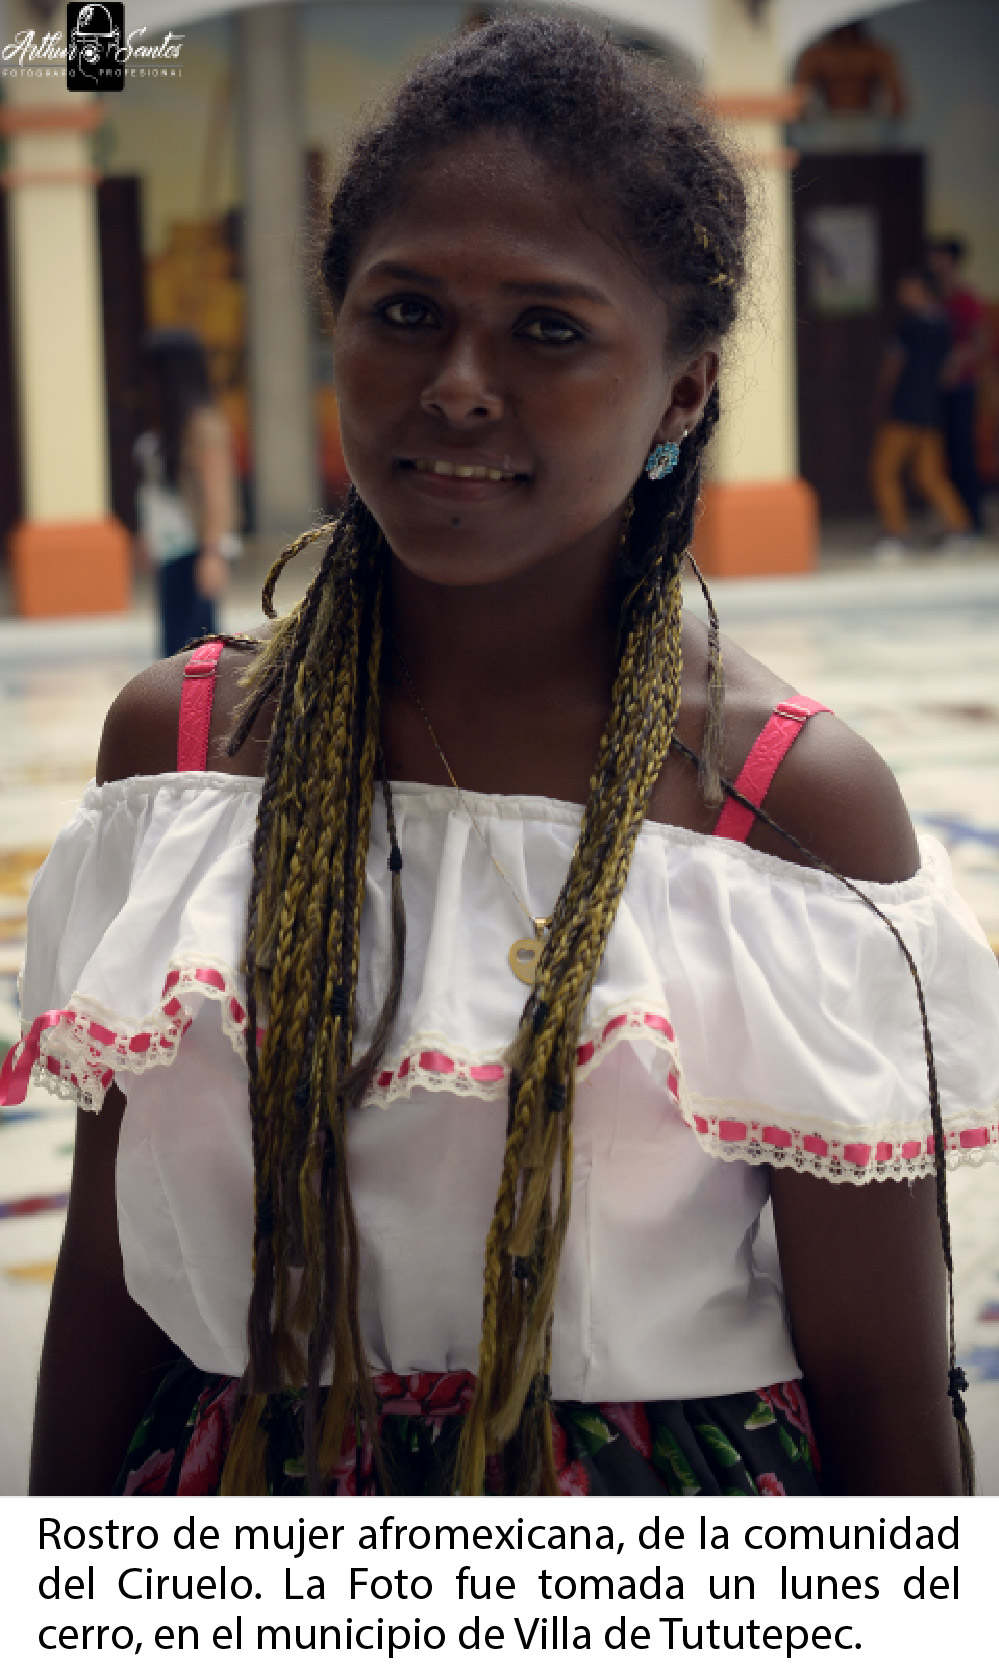 Arthur Santos
FOTÓGRAFO PROFESIONAL
Rostro de mujer afromexicana, de la comunidad
del Ciruelo. La Foto fue tomada un lunes del
cerro, en el municipio de Villa de Tututepec.